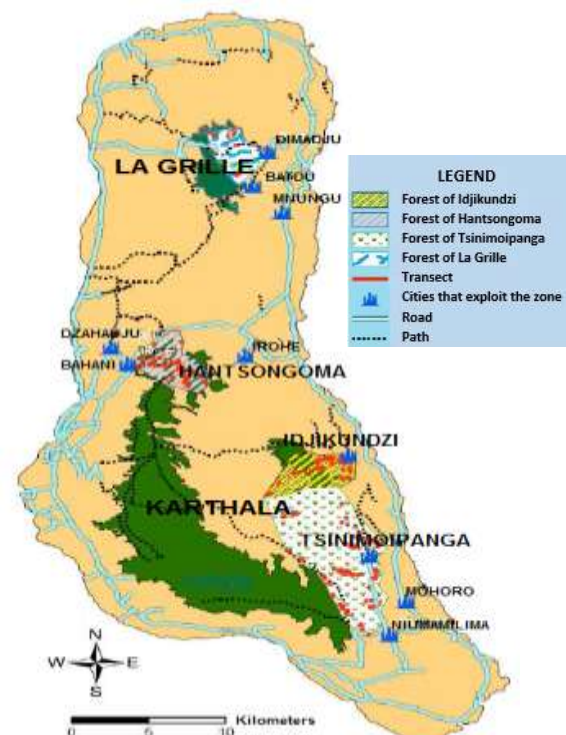 DIMADJU
LA GRILLE
BATOU
MNUNGU
LEGEND
Forest of Idjikundzi
Forest of Hantsongoma
Forest of Tsinimoipanga
Forest of La Grille
Transect
Cities that exploit the zone
Road
Path
DZAHADJU
IROHE
BAHANI
HANTSONGOMA
IDJIKUNDZI
KARTHALA
TSINIMOIPANGA
MOHORO
NIUMAMILIMA
N
W E
S
0 5 10 Kilometers